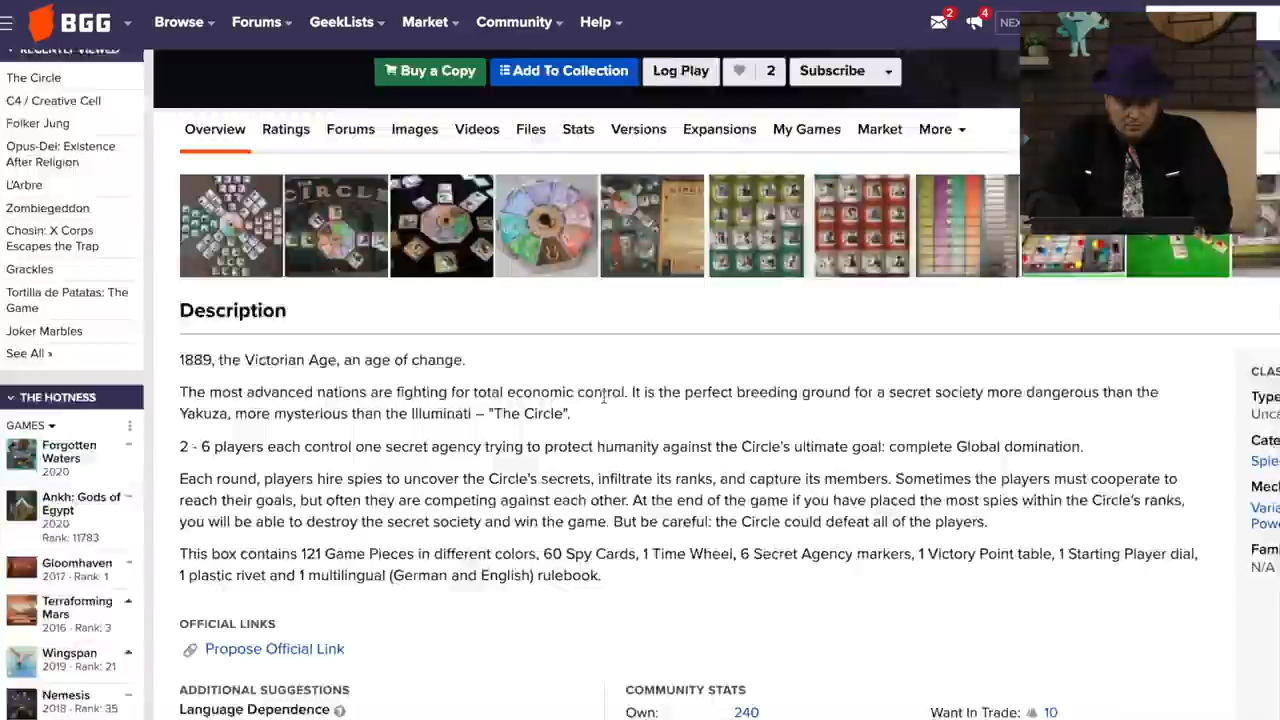 BGG
Browse
Forums
GeekLists
Market
Community
Help
2
4
NEX
RECENTLY VIEWED
The Circle
C4 / Creative Cell
Folker Jung
Opus-Dei: Existence
After Religion
L'Arbre
Zombiegeddon
Chosin: X Corps
Escapes the Trap
Grackles
Tortilla de Patatas: The
Game
Joker Marbles
See All »
THE HOTNESS
GAMES
Forgotten
Waters
2020
Ankh: Gods of
Egypt
2020
Rank: 11783
Gloomhaven
2017 - Rank: 1
Terraforming
Mars
2016 - Rank: 3
Wingspan
2019 - Rank: 21
Nemesis
2018 - Rank: 35
Buy a Copy
Add To Collection
Log Play
2
Subscribe
Overview
Ratings
Forums
Images
Videos
Files
Stats
Versions
Expansions
My Games
Market
More
CIRCLE
Description
1889, the Victorian Age, an age of change.
The most advanced nations are fighting for total economic control. It is the perfect breeding ground for a secret society more dangerous than the
Yakuza, more mysterious than the Illuminati – "The Circle".
2 - 6 players each control one secret agency trying to protect humanity against the Circle's ultimate goal: complete Global domination.
Each round, players hire spies to uncover the Circle's secrets, infiltrate its ranks, and capture its members. Sometimes the players must cooperate to
reach their goals, but often they are competing against each other. At the end of the game if you have placed the most spies within the Circle's ranks,
you will be able to destroy the secret society and win the game. But be careful: the Circle could defeat all of the players.
This box contains 121 Game Pieces in different colors, 60 Spy Cards, 1 Time Wheel, 6 Secret Agency markers, 1 Victory Point table, 1 Starting Player dial,
1 plastic rivet and 1 multilingual (German and English) rulebook.
OFFICIAL LINKS
Propose Official Link
ADDITIONAL SUGGESTIONS
Language Dependence
COMMUNITY STATS
Own: 240
Want In Trade: 10
CLAS
Type
Unca
Cate
Spie
Mech
Varia
Powe
Fami
N/A